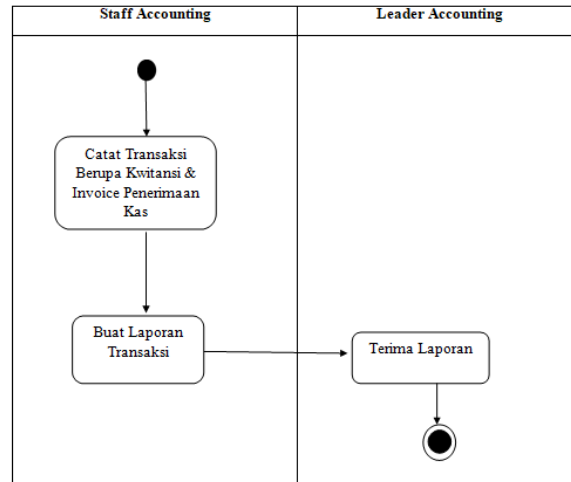 Staff Accounting
Leader Accounting
Catat Transaksi
Berupa Kwitansi &
Invoice Penerimaan
Kas
Buat Laporan
Transaksi
Terima Laporan